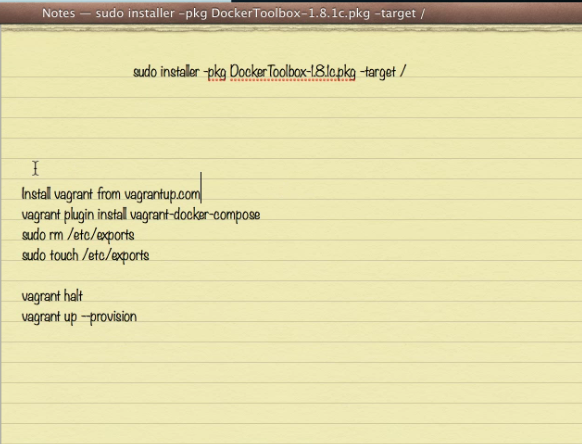 Notes — sudo installer -pkg DockerToolbox-1.8.1c.pkg -target /
sudo installer -pkg DockerToolbox-1.8.1c.pkg -target /
Install vagrant from vagrantup.com
vagrant plugin install vagrant-docker-compose
sudo rm /etc/exports
sudo touch /etc/exports
vagrant halt
vagrant up --provision